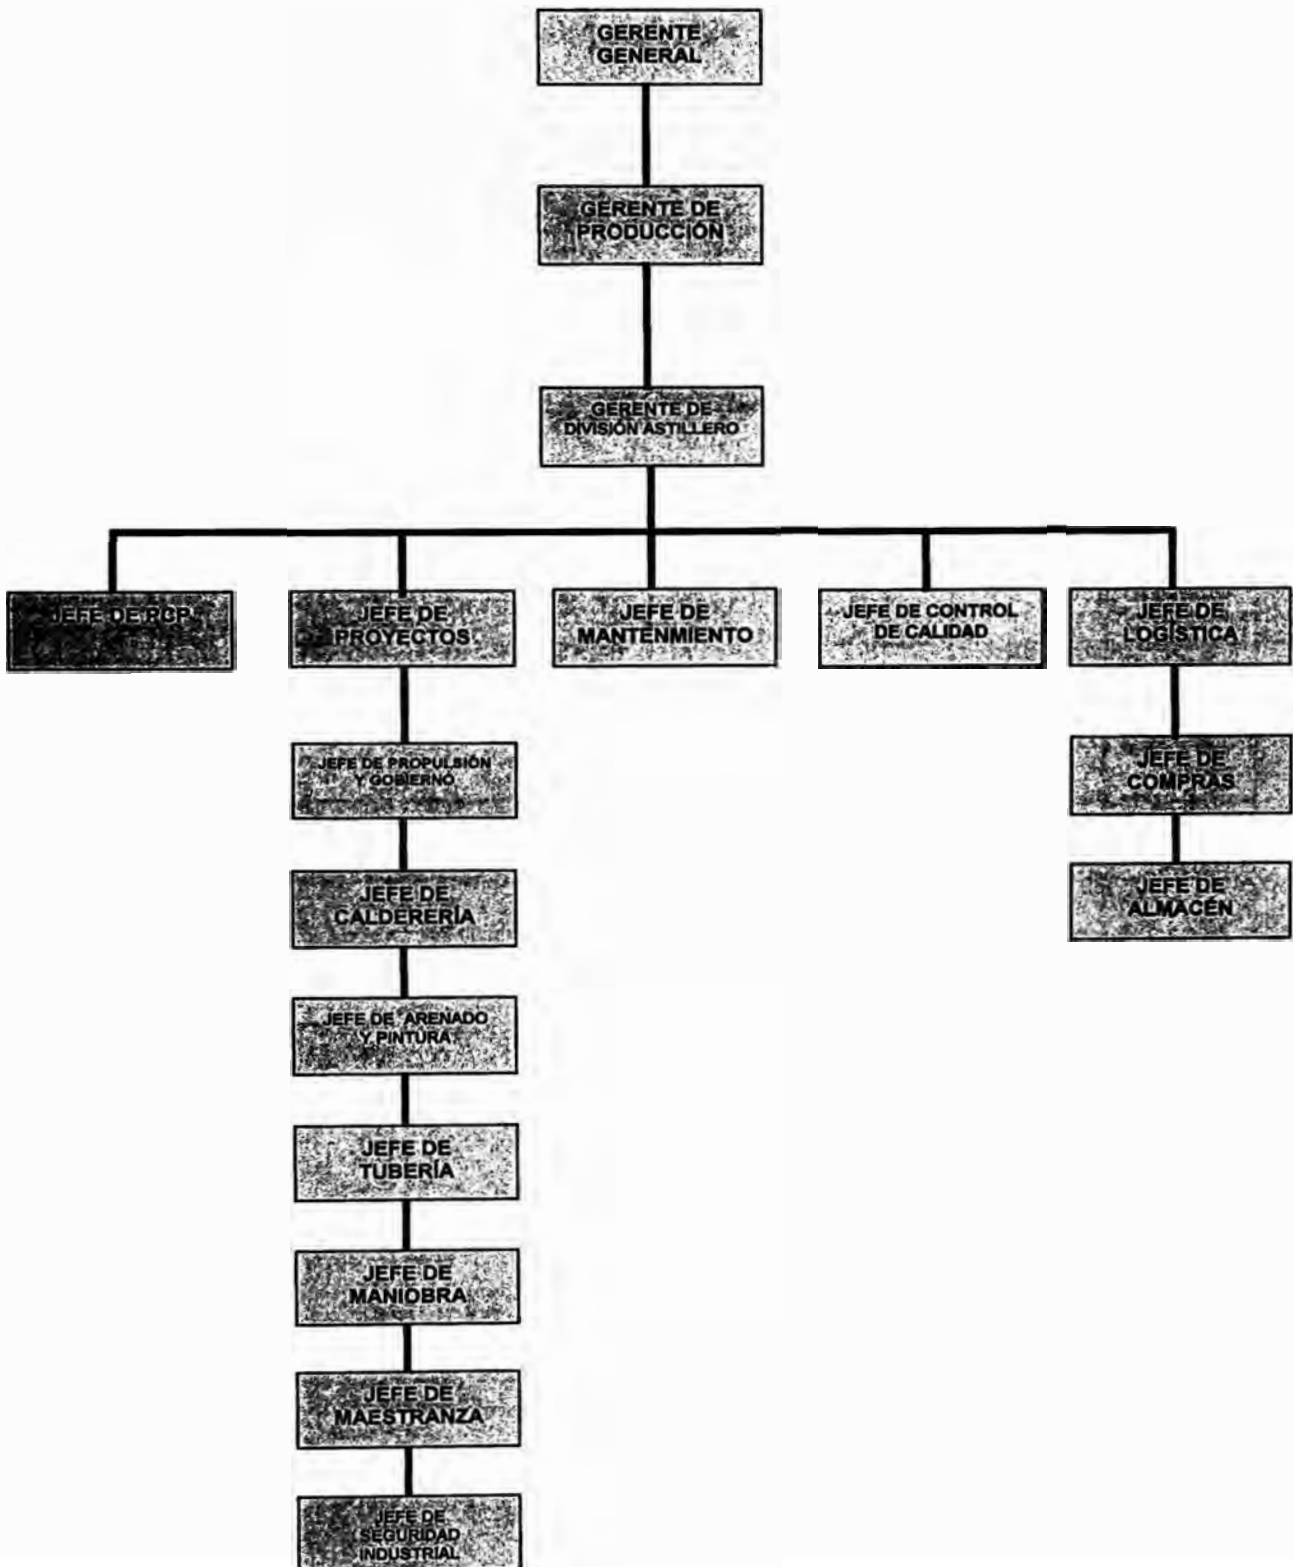 GERENTE
GENERAL
GERENTE DE
PRODUCCIÓN
GERENTE DE
DIVISIÓN ASTILLERO
JEFE DE PCP
JEFE DE
PROYECTOS
JEFE DE
MANTENMIENTO
JEFE DE CONTROL
DE CALIDAD
JEFE DE
LOGÍSTICA
JEFE DE PROPULSIÓN
Y GOBIERNO
JEFE DE
COMPRAS
JEFE DE
CALDERERÍA
JEFE DE
ALMACÉN
JEFE DE ARENADO
Y PINTURA
JEFE DE
TUBERÍA
JEFE DE
MANIOBRA
JEFE DE
MAESTRANZA
JEFE DE
SEGURIDAD
INDUSTRIAL